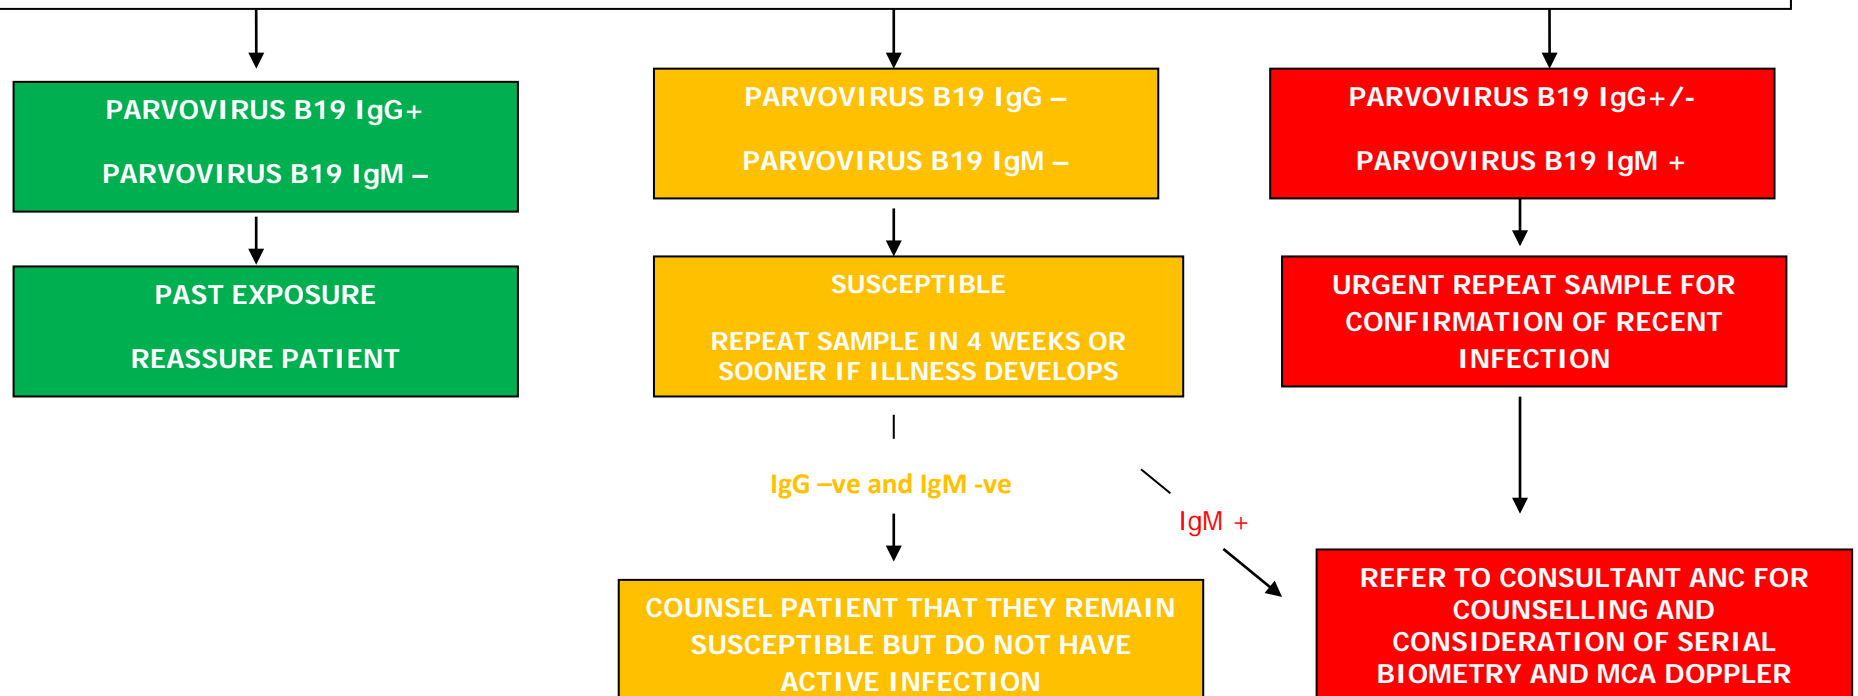 PARVOVIRUS B19 IgG+
PARVOVIRUS B19 IgM –
PAST EXPOSURE
REASSURE PATIENT
PARVOVIRUS B19 IgG –
PARVOVIRUS B19 IgM –
SUSCEPTIBLE
REPEAT SAMPLE IN 4 WEEKS OR
SOONER IF ILLNESS DEVELOPS
IgG –ve and IgM -ve
COUNSEL PATIENT THAT THEY REMAIN
SUSCEPTIBLE BUT DO NOT HAVE
ACTIVE INFECTION
IgM +
PARVOVIRUS B19 IgG+/-
PARVOVIRUS B19 IgM +
URGENT REPEAT SAMPLE FOR
CONFIRMATION OF RECENT
INFECTION
REFER TO CONSULTANT ANC FOR
COUNSELLING AND
CONSIDERATION OF SERIAL
BIOMETRY AND MCA DOPPLER